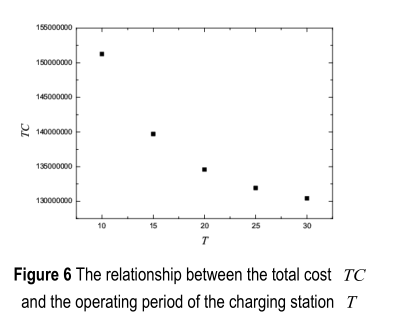 155000000
150000000
145000000
140000000
135000000
130000000
TC
10 15 20 25 30
T
Figure 6 The relationship between the total cost TC
and the operating period of the charging station T